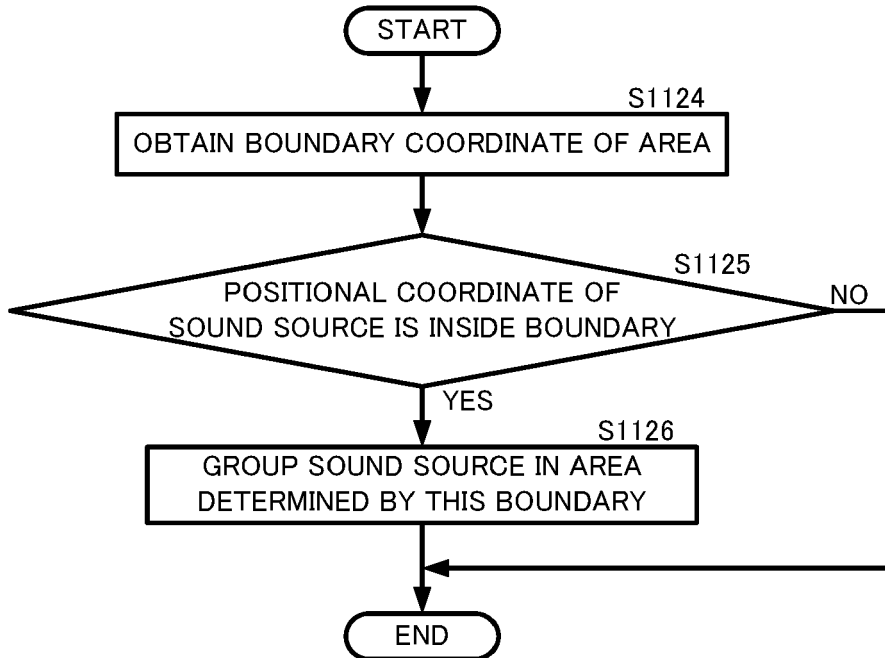 START
S1124
OBTAIN BOUNDARY COORDINATE OF AREA
S1125
POSITIONAL COORDINATE OF
SOUND SOURCE IS INSIDE BOUNDARY
NO
YES
S1126
GROUP SOUND SOURCE IN AREA
DETERMINED BY THIS BOUNDARY
END